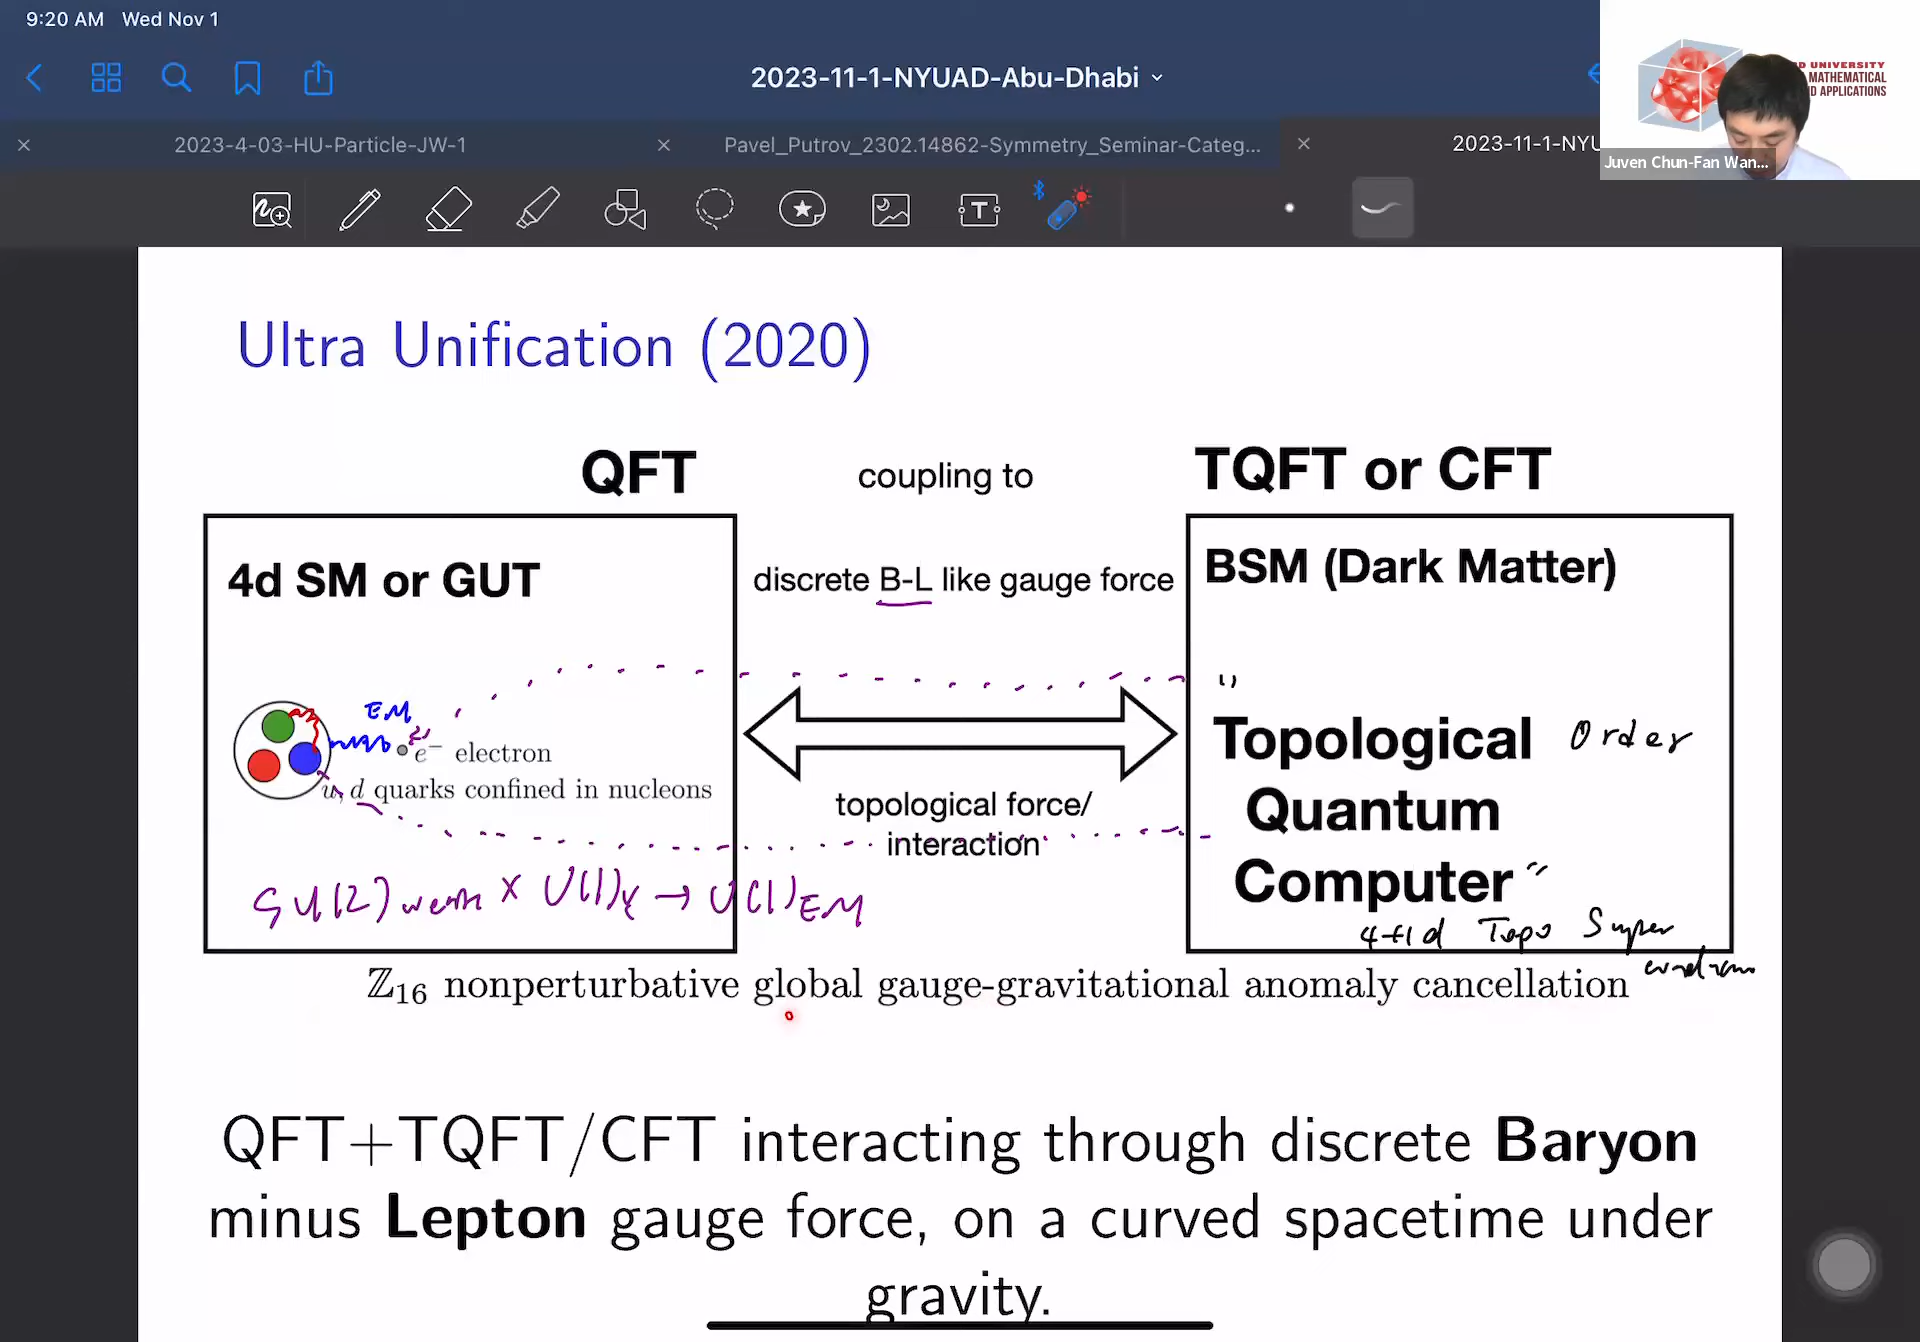 9:20 AM Wed Nov 1
2023-11-1-NYUAD-Abu-Dhabi
D UNIVERSITY
MATHEMATICAL
D APPLICATIONS
Juven Chun-Fan Wan...
2023-4-03-HU-Particle-JW-1
Pavel_Putrov_2302.14862-Symmetry_Seminar-Categ...
2023-11-1-NYU
T
Ultra Unification (2020)
QFT
coupling to
TQFT or CFT
4d SM or GUT
discrete B-L like gauge force
BSM (Dark Matter)
EM
e⁻ electron
u, d quarks confined in nucleons
"
Topological Order
Quantum
Computer "
topological force/
interaction
SU(2) weak × U(1)Y → U(1)EM
4+1d Topo Super
ℤ₁₆ nonperturbative global gauge-gravitational anomaly cancellation
QFT+TQFT/CFT interacting through discrete Baryon
minus Lepton gauge force, on a curved spacetime under
gravity.